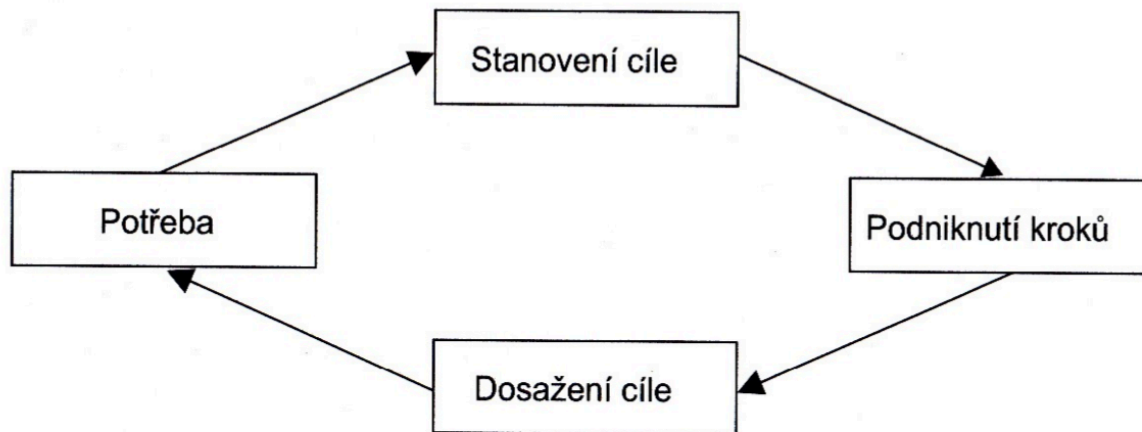 Stanovení cíle
Potřeba
Podniknutí kroků
Dosažení cíle